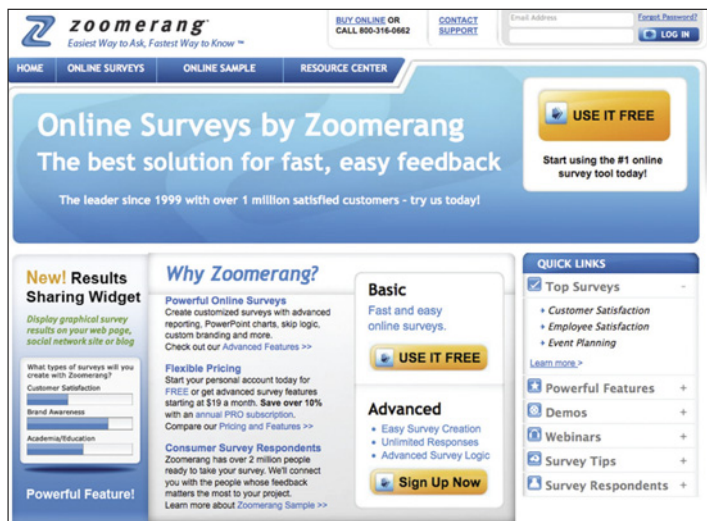 zoomerang
Easiest Way to Ask, Fastest Way to Know ™
BUY ONLINE OR
CALL 800-316-0662
CONTACT
SUPPORT
Email Address
Forgot Password?
LOG IN
HOME
ONLINE SURVEYS
ONLINE SAMPLE
RESOURCE CENTER
Online Surveys by Zoomerang
The best solution for fast, easy feedback
The leader since 1999 with over 1 million satisfied customers - try us today!
USE IT FREE
Start using the #1 online
survey tool today!
New! Results
Sharing Widget
Display graphical survey
results on your web page,
social network site or blog
What types of surveys will you
create with Zoomerang?
Customer Satisfaction
Brand Awareness
Academia/Education
Powerful Feature!
Why Zoomerang?
Powerful Online Surveys
Create customized surveys with advanced
reporting, PowerPoint charts, skip logic,
custom branding and more.
Check out our Advanced Features >>
Flexible Pricing
Start your personal account today for
FREE or get advanced survey features
starting at $19 a month. Save over 10%
with an annual PRO subscription.
Compare our Pricing and Features >>
Consumer Survey Respondents
Zoomerang has over 2 million people
ready to take your survey. We'll connect
you with the people whose feedback
matters the most to your project.
Learn more about Zoomerang Sample >>
Basic
Fast and easy
online surveys.
USE IT FREE
Advanced
• Easy Survey Creation
• Unlimited Responses
• Advanced Survey Logic
Sign Up Now
QUICK LINKS
Top Surveys -
Customer Satisfaction
Employee Satisfaction
Event Planning
Learn more >
Powerful Features +
Demos +
Webinars +
Survey Tips +
Survey Respondents +